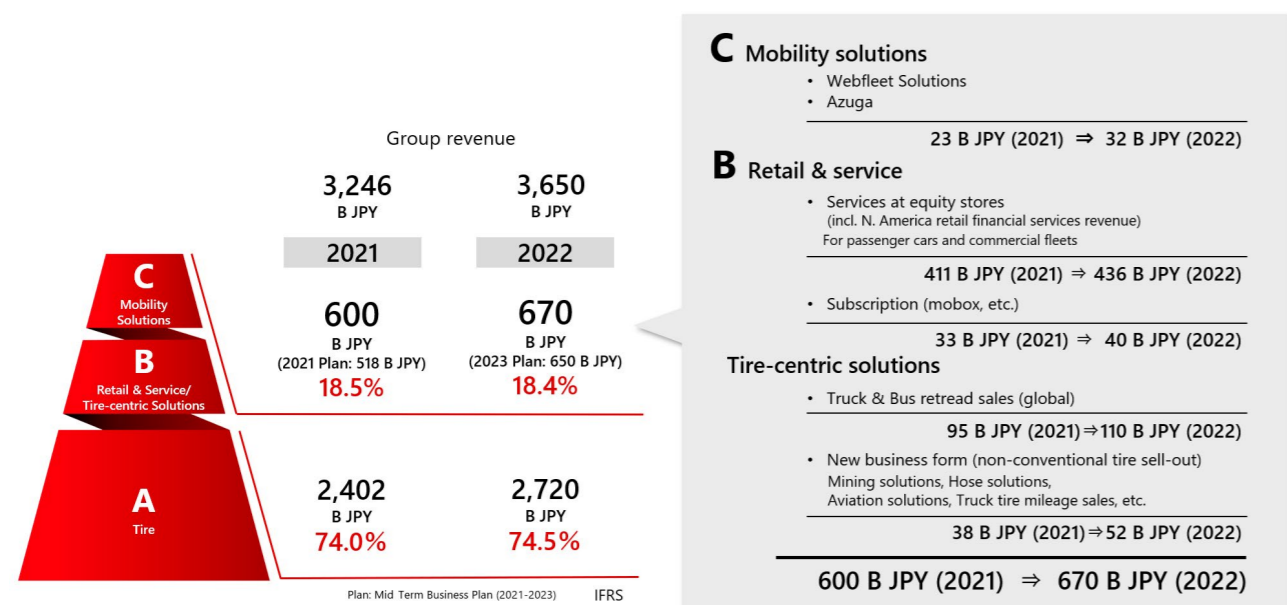 Group revenue
3,246
B JPY
3,650
B JPY
2021
2022
C
Mobility
Solutions
600
B JPY
(2021 Plan: 518 B JPY)
18.5%
670
B JPY
(2023 Plan: 650 B JPY)
18.4%
B
Retail & Service/
Tire-centric Solutions
A
Tire
2,402
B JPY
74.0%
2,720
B JPY
74.5%
Plan: Mid Term Business Plan (2021-2023)
IFRS
C Mobility solutions
• Webfleet Solutions
• Azuga
23 B JPY (2021) ⇒ 32 B JPY (2022)
B Retail & service
• Services at equity stores
(incl. N. America retail financial services revenue)
For passenger cars and commercial fleets
411 B JPY (2021) ⇒ 436 B JPY (2022)
• Subscription (mobox, etc.)
33 B JPY (2021) ⇒ 40 B JPY (2022)
Tire-centric solutions
• Truck & Bus retread sales (global)
95 B JPY (2021)⇒110 B JPY (2022)
• New business form (non-conventional tire sell-out)
Mining solutions, Hose solutions,
Aviation solutions, Truck tire mileage sales, etc.
38 B JPY (2021)⇒52 B JPY (2022)
600 B JPY (2021) ⇒ 670 B JPY (2022)